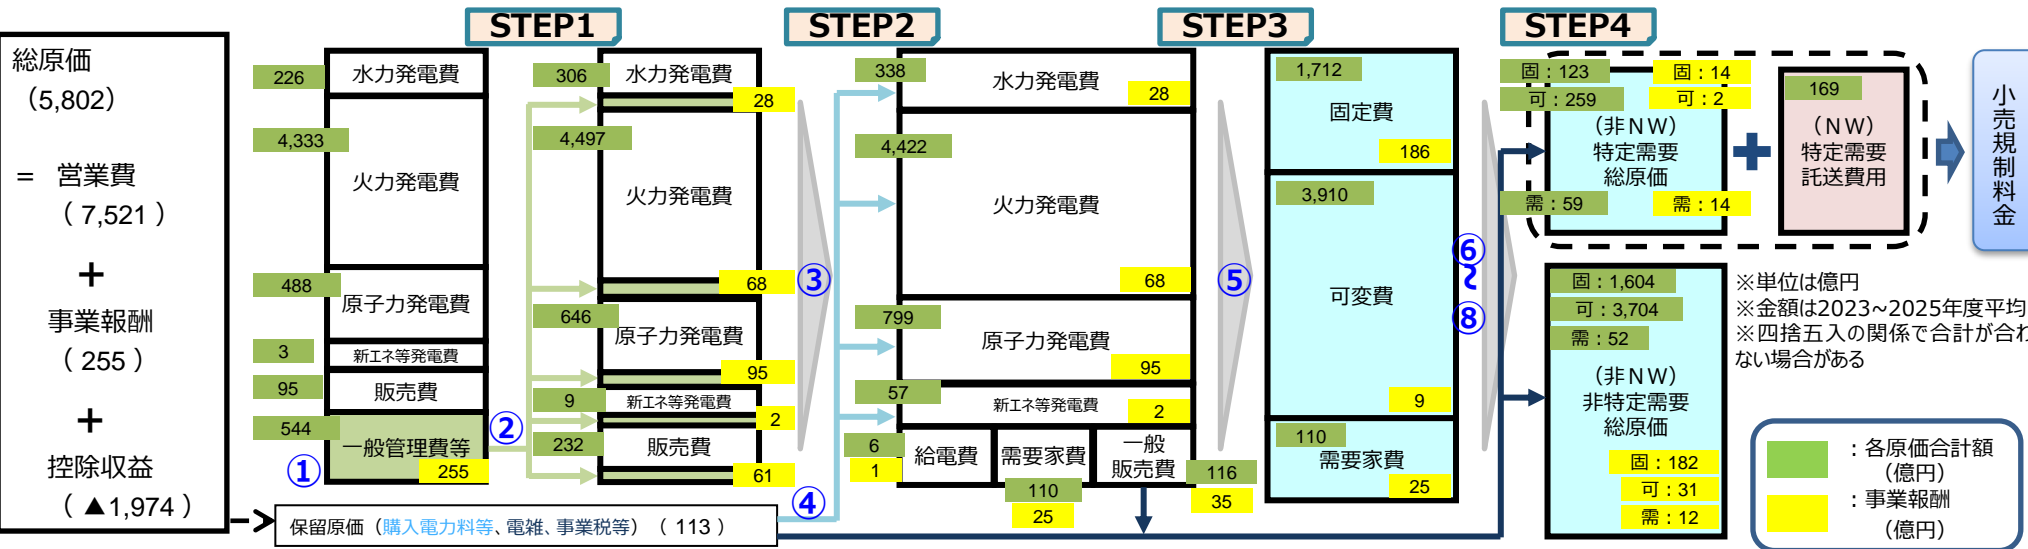 STEP1
STEP2
STEP3
STEP4
総原価
（5,802）
= 営業費
（ 7,521 ）
＋
事業報酬
（ 255 ）
＋
控除収益
（ ▲1,974 ）
226
水力発電費
4,333
火力発電費
488
原子力発電費
3
新エネ等発電費
95
販売費
544
一般管理費等
255
①
②
306
水力発電費
28
4,497
火力発電費
68
646
原子力発電費
95
9
新エネ等発電費
2
232
販売費
61
③
④
保留原価（購入電力料等、電雑、事業税等）（ 113 ）
338
水力発電費
28
4,422
火力発電費
68
799
原子力発電費
95
57
新エネ等発電費
2
6
1
給電費
需要家費
110
25
一般
販売費
116
35
⑤
1,712
固定費
186
3,910
可変費
9
110
需要家費
25
⑥
～
⑧
固：123
固：14
可：259
可：2
（非ＮＷ）
特定需要
総原価
需：59
需：14
＋
169
（ＮＷ）
特定需要
託送費用
小売規制料金
固：1,604
可：3,704
需：52
（非ＮＷ）
非特定需要
総原価
固：182
可：31
需：12
※単位は億円
※金額は2023~2025年度平均
※四捨五入の関係で合計が合わ
ない場合がある
：各原価合計額
（億円）
：事業報酬
（億円）